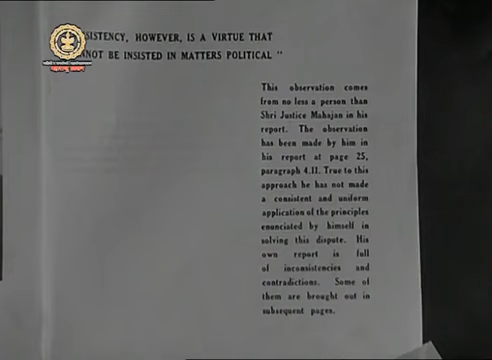 SISTENCY, HOWEVER, IS A VIRTUE THAT
NOT BE INSISTED IN MATTERS POLITICAL "
This observation comes
from no less a person than
Shri Justice Mahajan in his
report. The observation
has been made by him in
his report at page 25,
paragraph 4.11. True to this
approach he has not made
a consistent and uniform
application of the principles
enunciated by himself in
solving this dispute. His
own report is full
of inconsistencies and
contradictions. Some of
them are brought out in
subsequent pages.